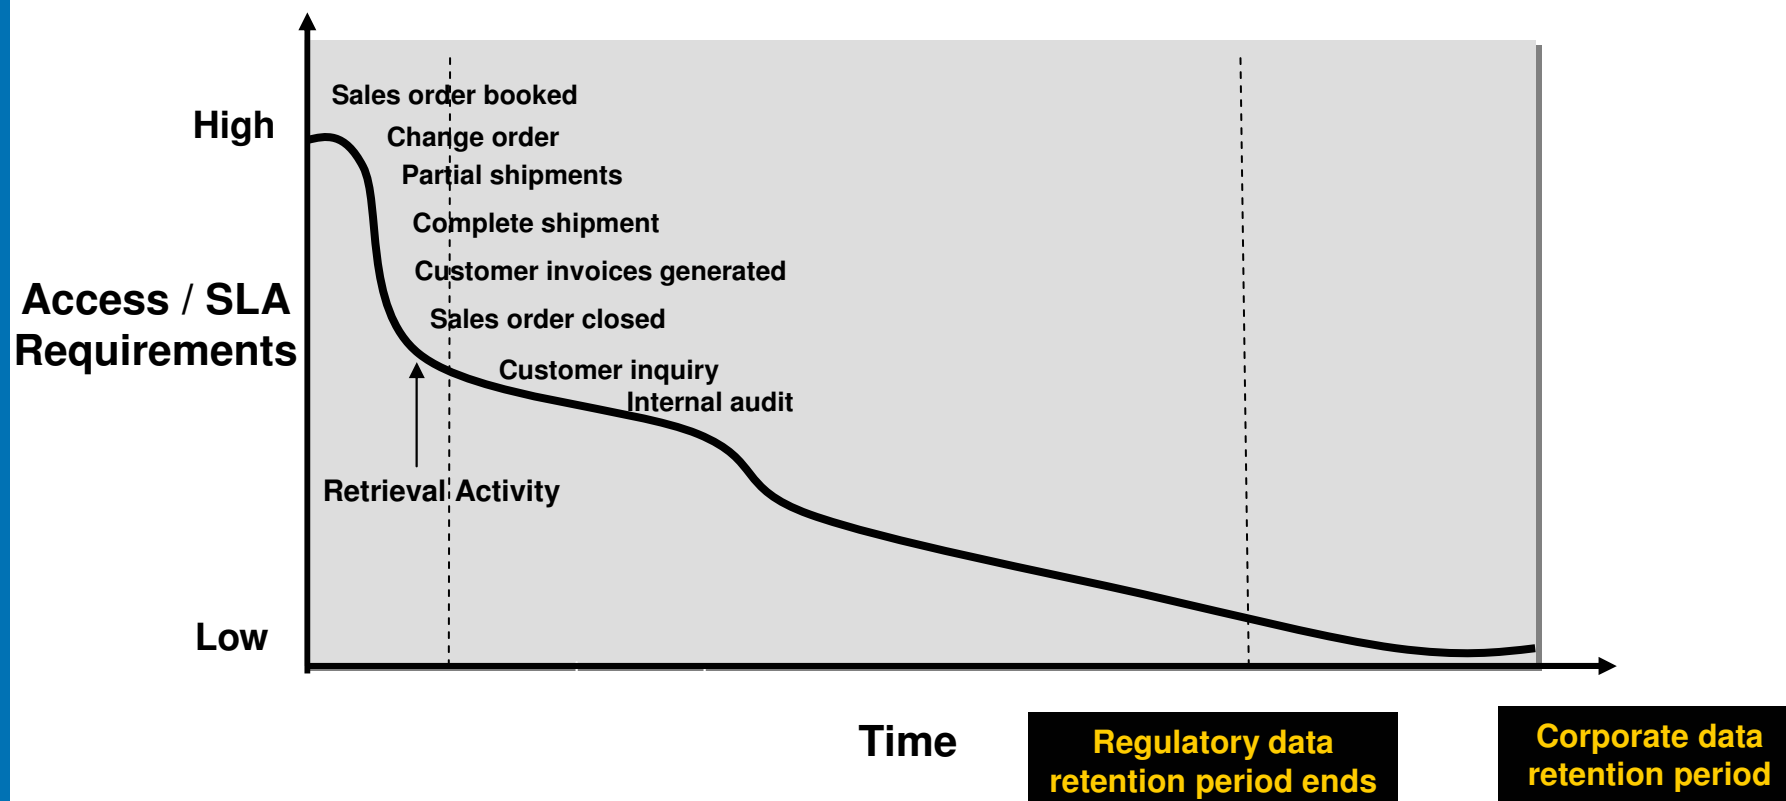 Sales order booked
High
Change order
Partial shipments
Complete shipment
Customer invoices generated
Access / SLA
Requirements
Sales order closed
Customer inquiry
Internal audit
Retrieval Activity
Low
Time
Regulatory data
retention period ends
Corporate data
retention period